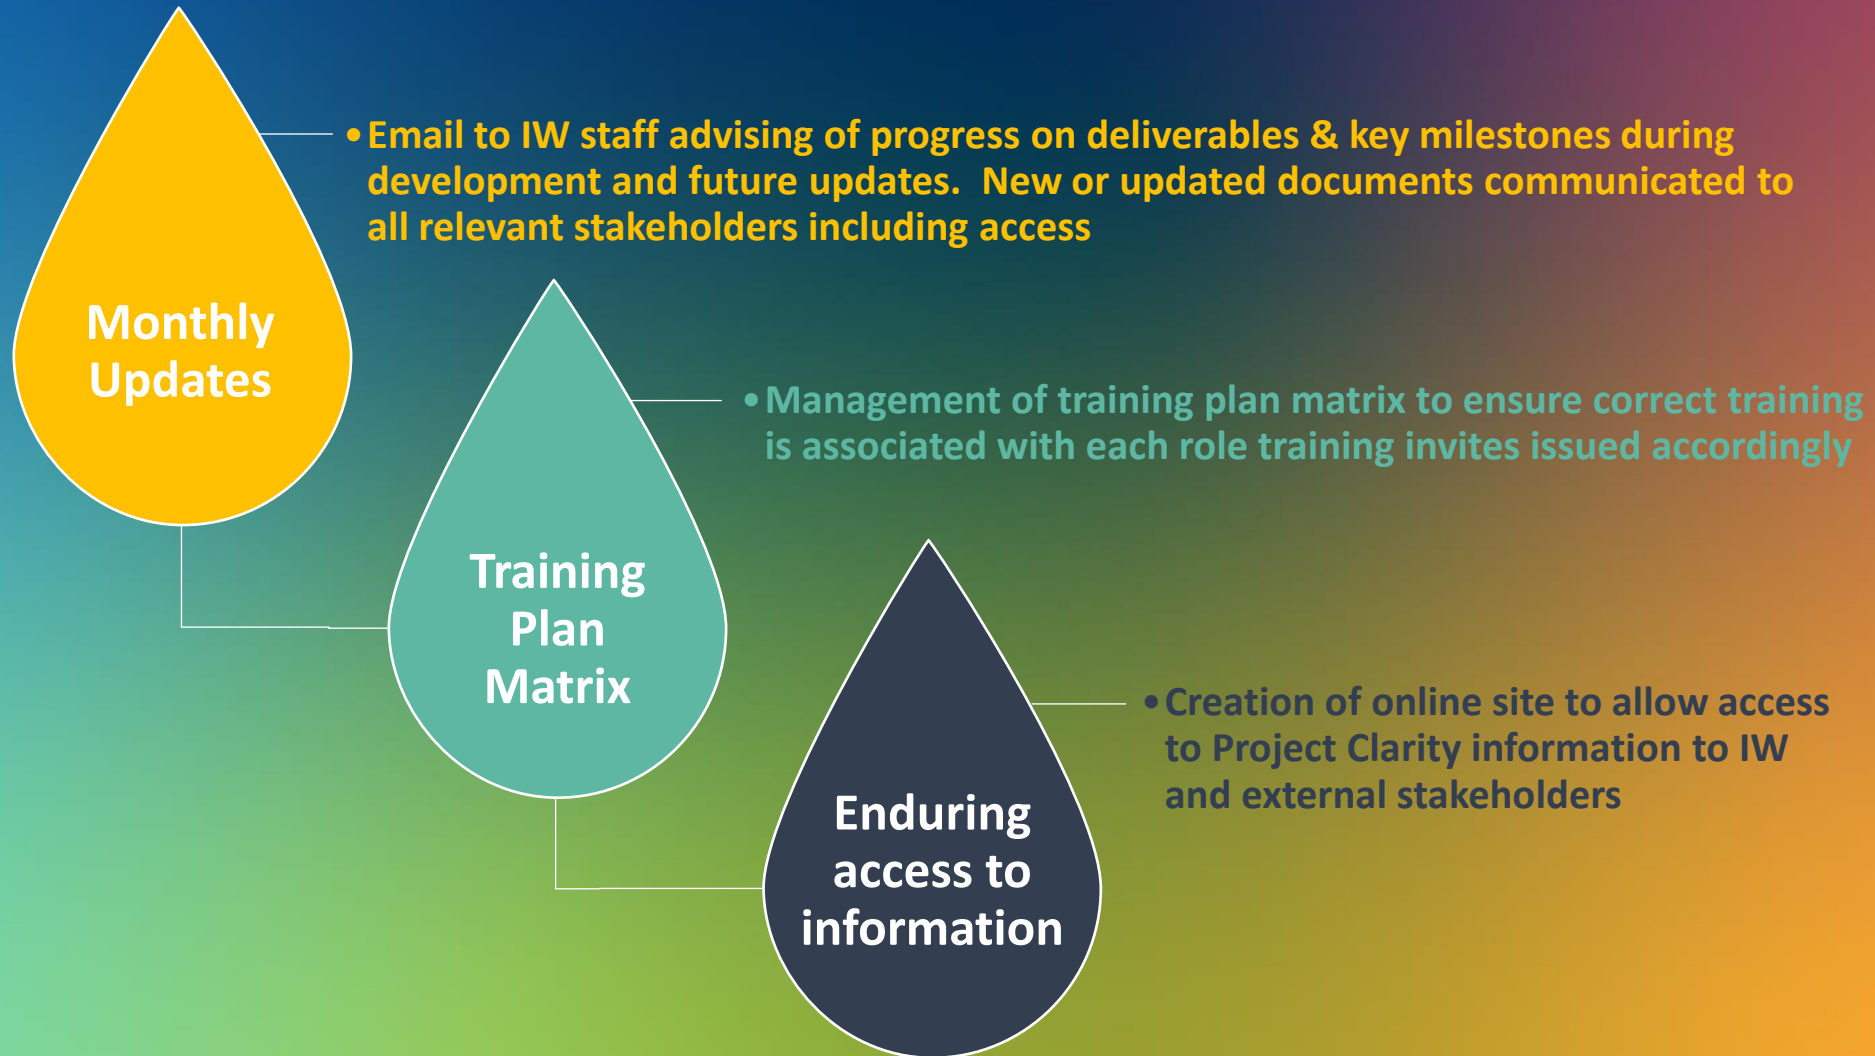 •Email to IW staff advising of progress on deliverables & key milestones during
development and future updates.  New or updated documents communicated to
all relevant stakeholders including access
Monthly
Updates
•Management of training plan matrix to ensure correct training
is associated with each role training invites issued accordingly
Training
Plan
Matrix
•Creation of online site to allow access
to Project Clarity information to IW
and external stakeholders
Enduring
access to
information